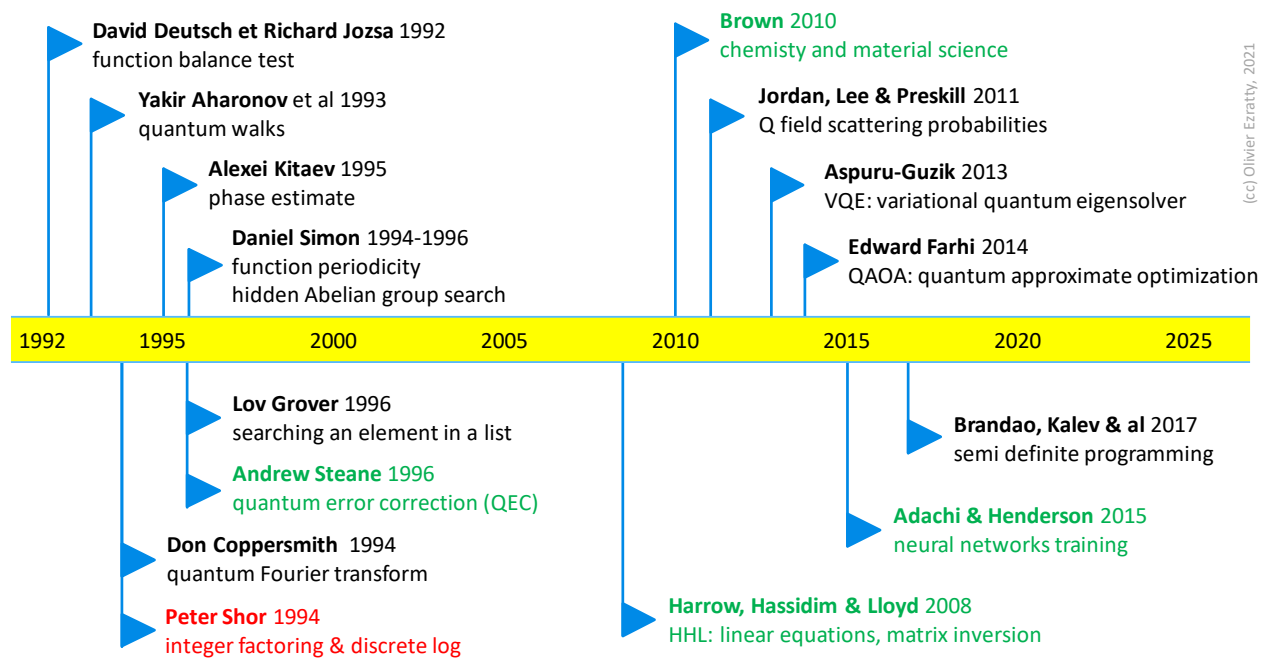 David Deutsch et Richard Jozsa 1992
function balance test
Yakir Aharonov et al 1993
quantum walks
Alexei Kitaev 1995
phase estimate
Daniel Simon 1994-1996
function periodicity
hidden Abelian group search
Brown 2010
chemisty and material science
Jordan, Lee & Preskill 2011
Q field scattering probabilities
Aspuru-Guzik 2013
VQE: variational quantum eigensolver
Edward Farhi 2014
QAOA: quantum approximate optimization
(cc) Olivier Ezratty, 2021
1992 1995 2000 2005 2010 2015 2020 2025
Lov Grover 1996
searching an element in a list
Andrew Steane 1996
quantum error correction (QEC)
Don Coppersmith 1994
quantum Fourier transform
Peter Shor 1994
integer factoring & discrete log
Brandao, Kalev & al 2017
semi definite programming
Adachi & Henderson 2015
neural networks training
Harrow, Hassidim & Lloyd 2008
HHL: linear equations, matrix inversion